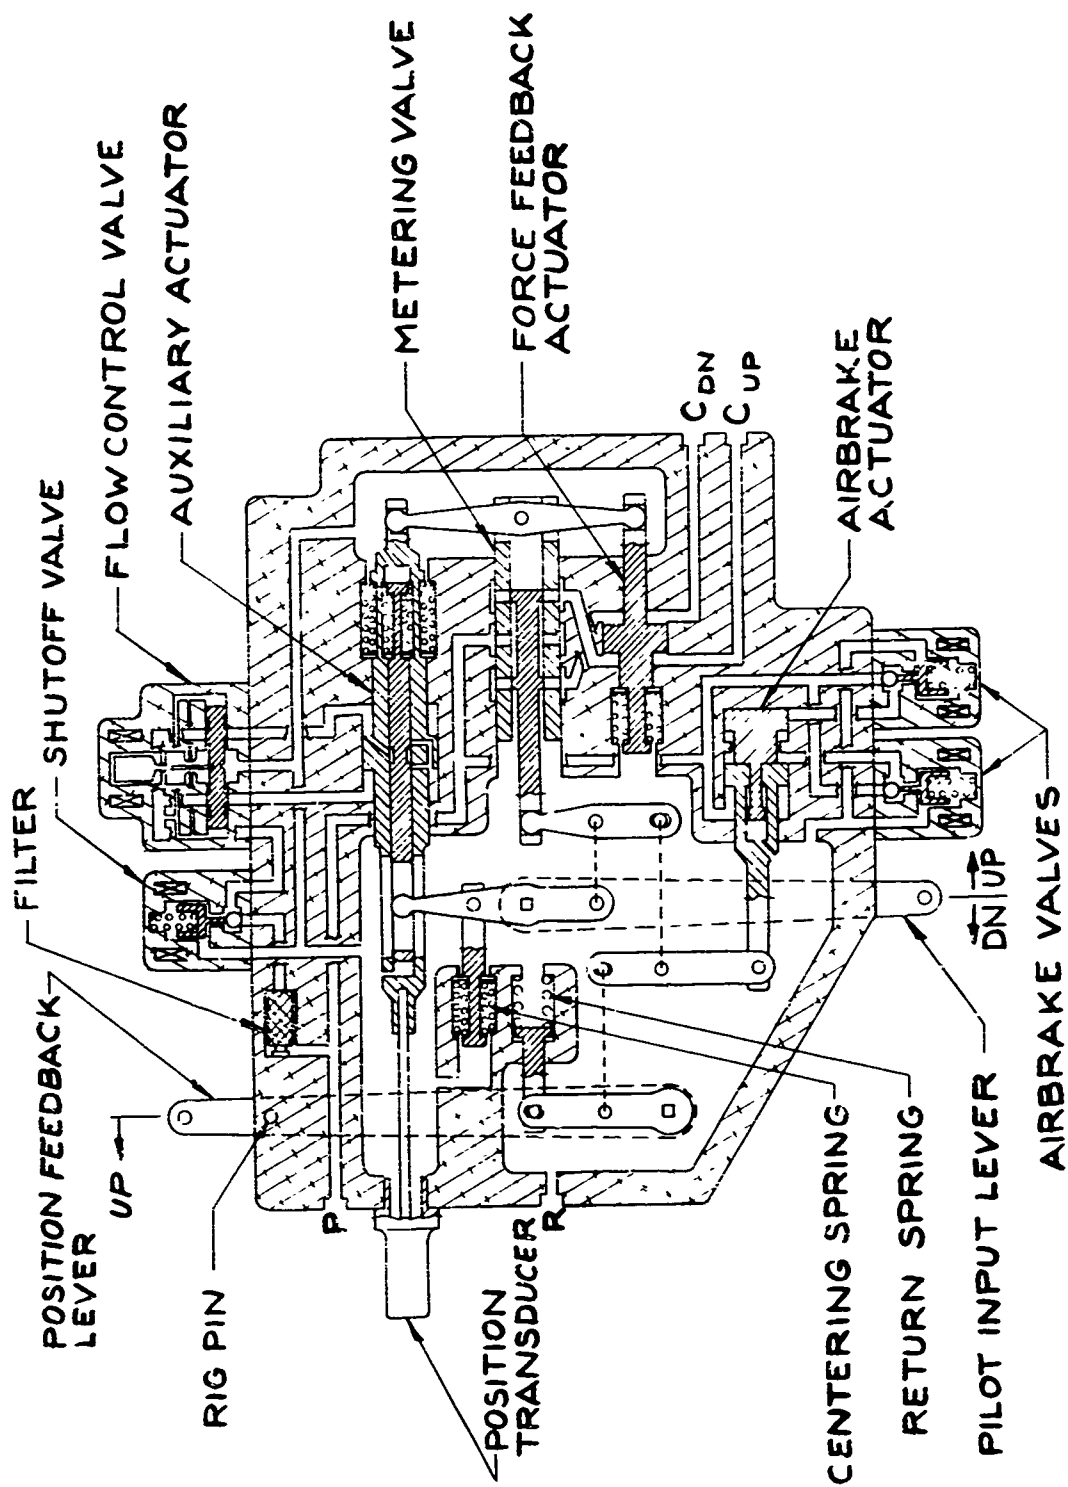 POSITION FEEDBACK
LEVER
FILTER
SHUTOFF VALVE
FLOW CONTROL VALVE
AUXILIARY ACTUATOR
METERING VALVE
FORCE FEEDBACK
ACTUATOR
UP
RIG PIN
P
POSITION
TRANSDUCER
R
C DN
C UP
AIRBRAKE
ACTUATOR
CENTERING SPRING
RETURN SPRING
PILOT INPUT LEVER
DN UP
AIRBRAKE VALVES